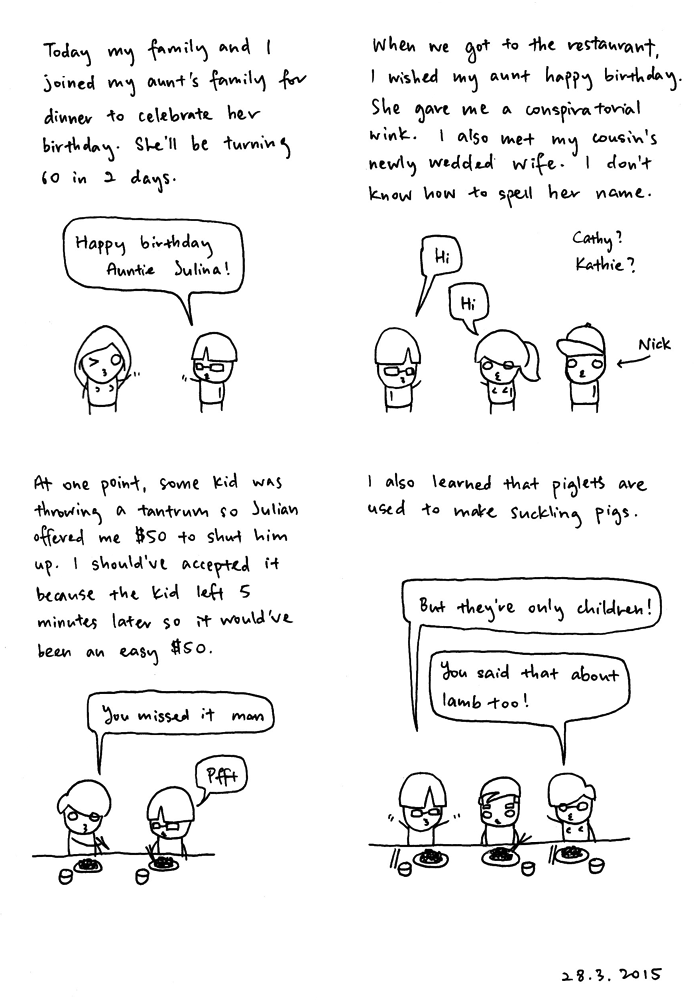 Today my family and I
joined my aunt's family for
dinner to celebrate her
birthday. She'll be turning
60 in 2 days.
Happy birthday
Auntie Julina!
When we got to the restaurant,
I wished my aunt happy birthday.
She gave me a conspiratorial
wink. I also met my cousin's
newly wedded wife. I don't
know how to spell her name.
Cathy?
Kathie?
Hi
Hi
Nick
At one point, some kid was
throwing a tantrum so Julian
offered me $50 to shut him
up. I should've accepted it
because the kid left 5
minutes later so it would've
been an easy $50.
You missed it man
Pfft
I also learned that piglets are
used to make suckling pigs.
But they're only children!
You said that about
lamb too!
28.3.2015